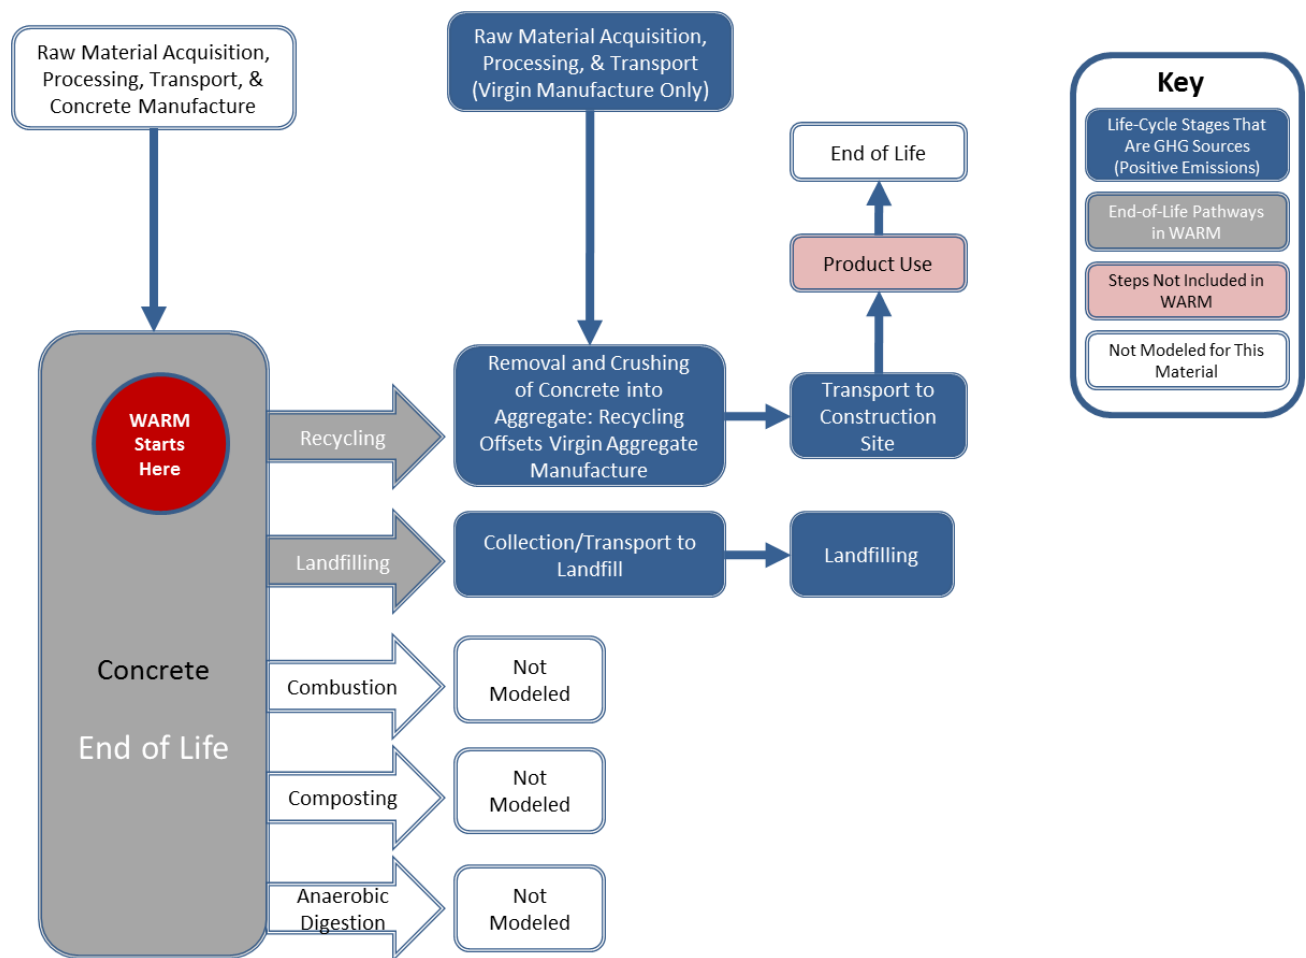 Raw Material Acquisition,
Processing, Transport, &
Concrete Manufacture
Raw Material Acquisition,
Processing, & Transport
(Virgin Manufacture Only)
End of Life
Product Use
Key
Life-Cycle Stages That
Are GHG Sources
(Positive Emissions)
End-of-Life Pathways
in WARM
Steps Not Included in
WARM
Not Modeled for This
Material
WARM
Starts
Here
Recycling
Removal and Crushing
of Concrete into
Aggregate: Recycling
Offsets Virgin Aggregate
Manufacture
Transport to
Construction
Site
Landfilling
Collection/Transport to
Landfill
Landfilling
Concrete
End of Life
Combustion
Not
Modeled
Composting
Not
Modeled
Anaerobic
Digestion
Not
Modeled